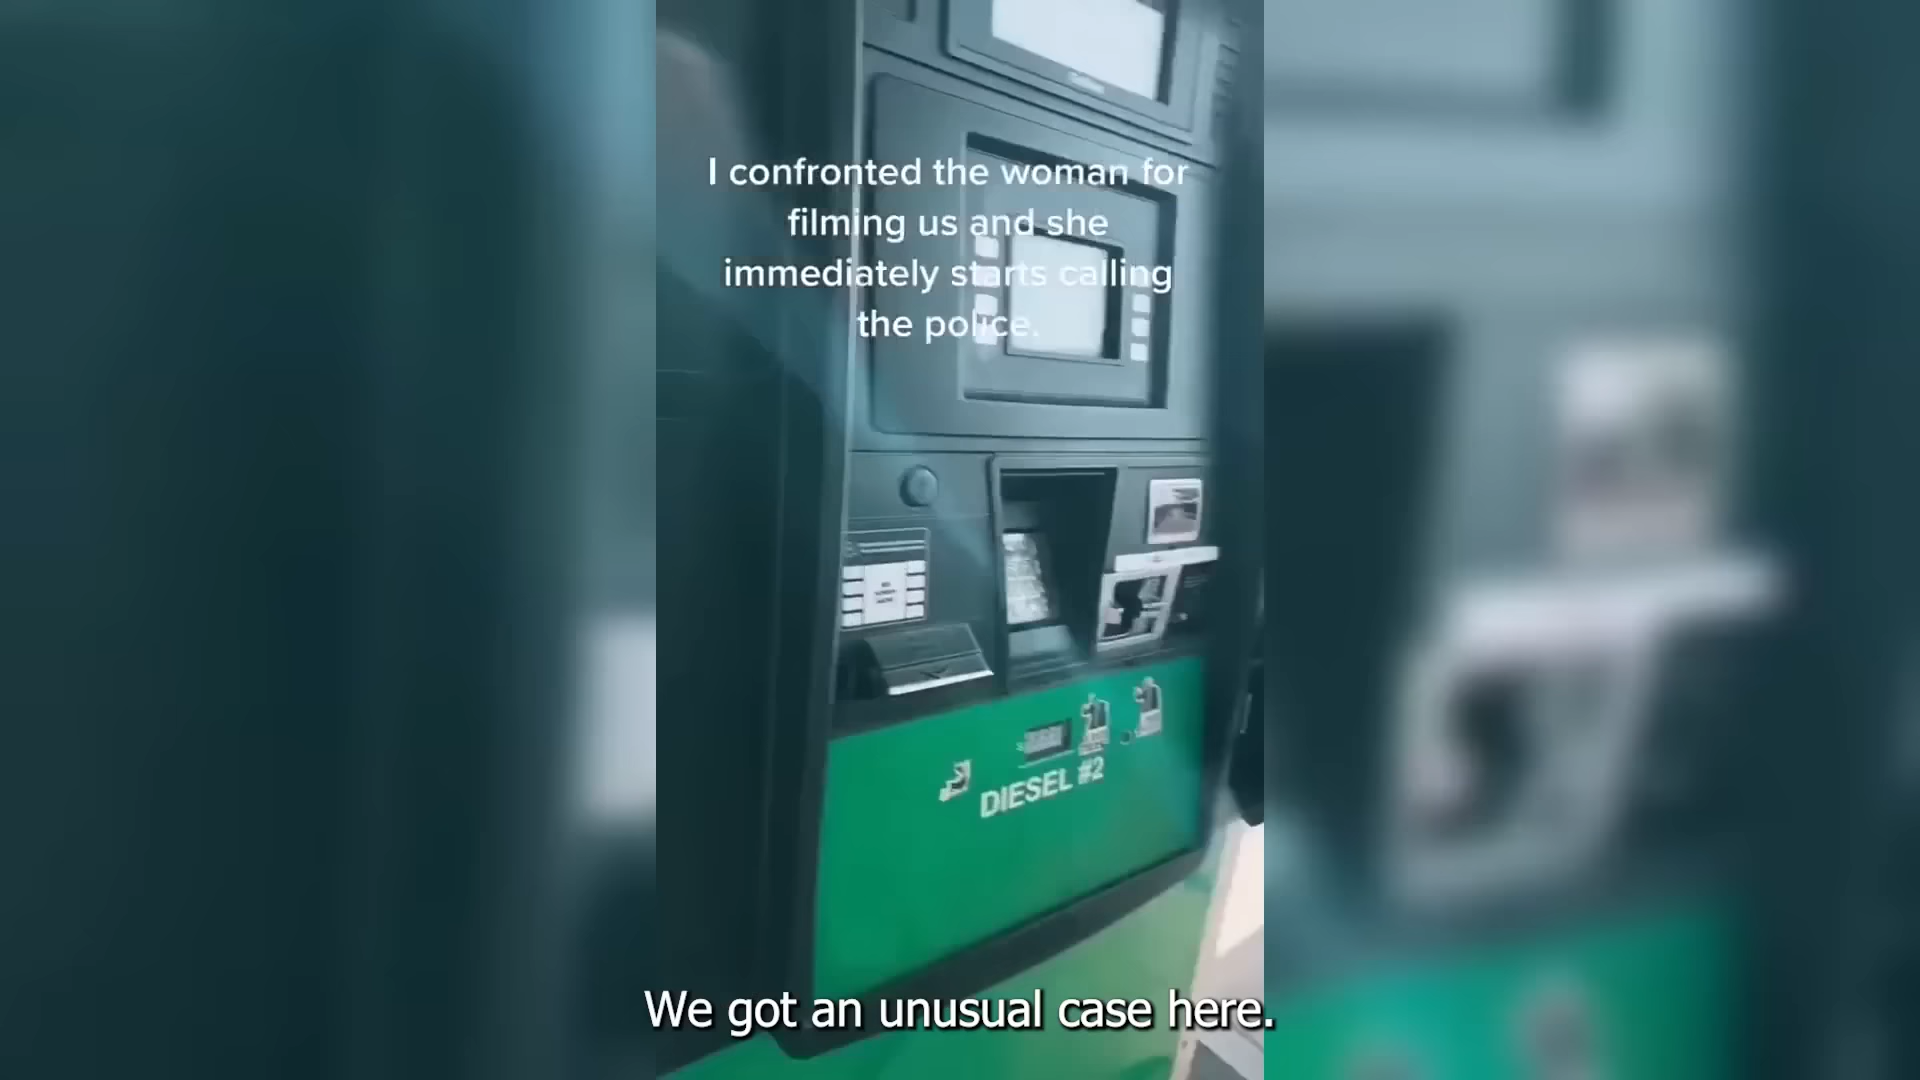 I confronted the woman for
filming us and she
immediately starts calling
the police.
DIESEL #2
We got an unusual case here.